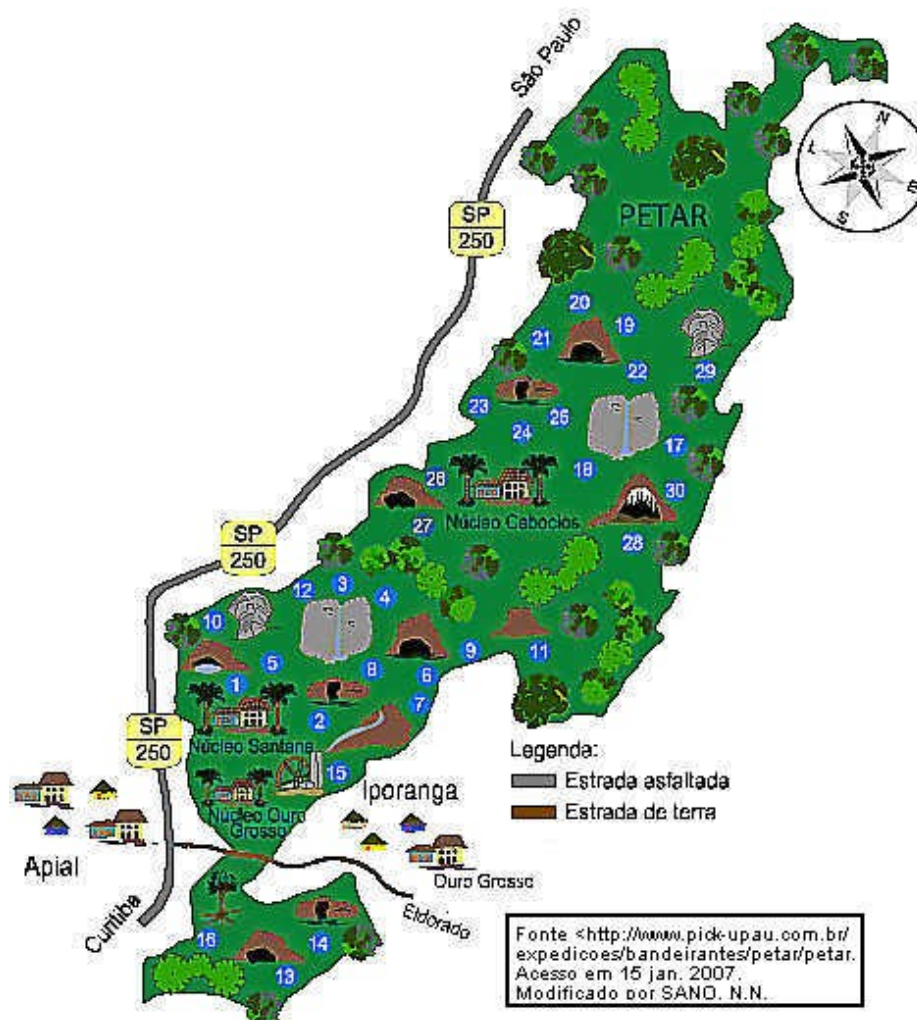 São Paulo
N
L
S
SP
250
PETAR
20
19
21
22
29
23
25
24
17
18
28
30
Núcleo Caboclos
27
28
SP
250
12
3
4
10
5
8
9
11
1
6
7
2
Núcleo Santana
SP
250
15
Núcleo Ouro
Grosso
Iporanga
Legenda:
Estrada asfaltada
Estrada de terra
Apial
Ouro Grosso
Curitiba
Eldorado
16
14
13
Fonte <http://www.pick-upau.com.br/
expedicoes/bandeirantes/petar/petar.
Acesso em 15 jan. 2007.
Modificado por SANO, N.N.